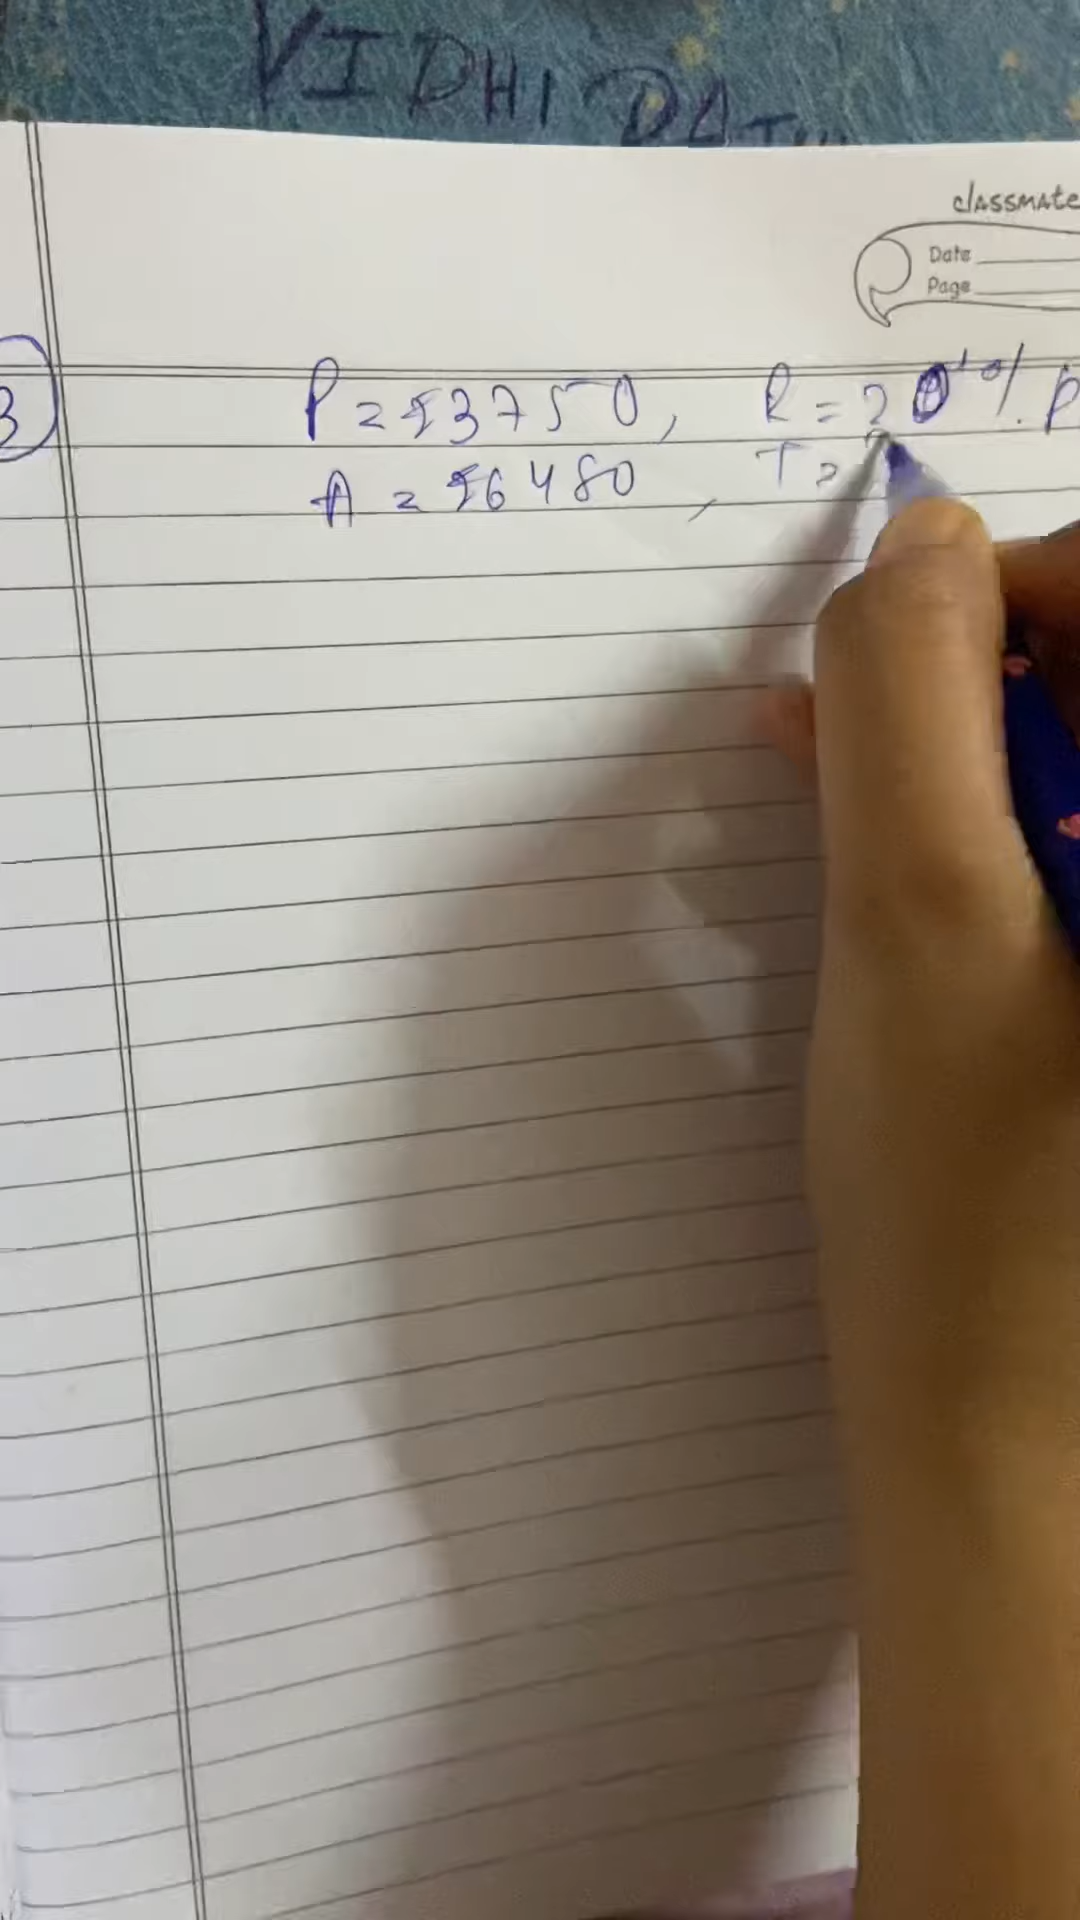 VIDHI
classmate
Date
Page
3 P = ₹3750, R = 20% p
A = ₹6480, T =